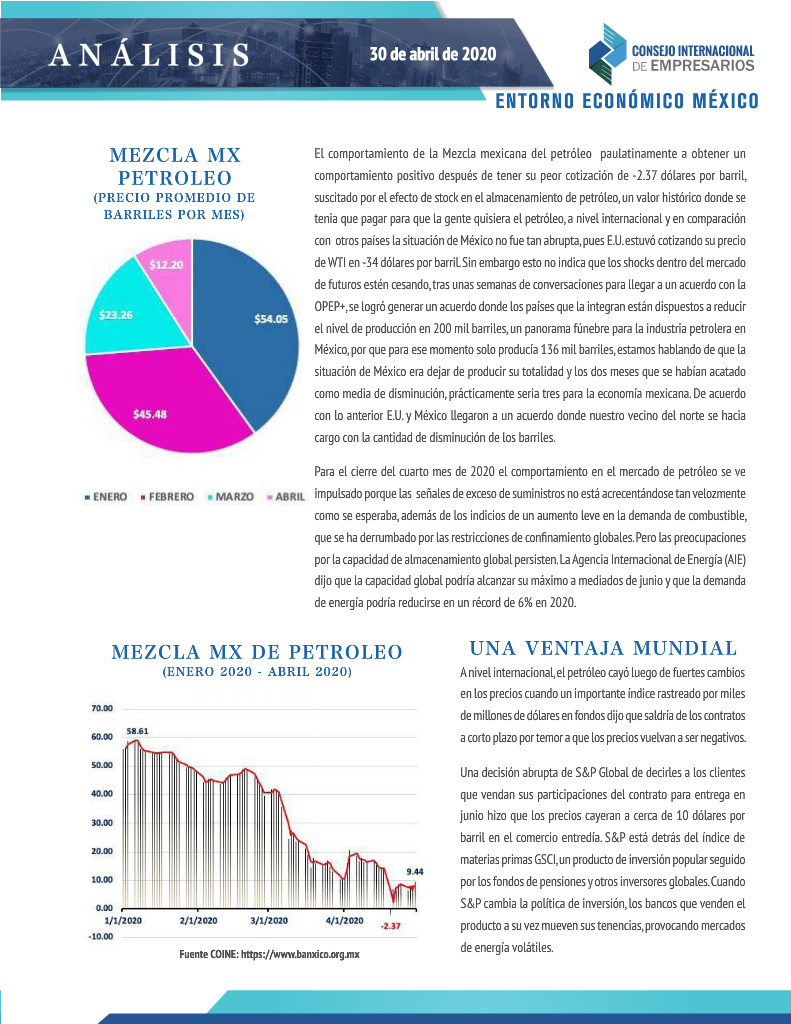 ANÁLISIS
30 de abril de 2020
CONSEJO INTERNACIONAL
DE EMPRESARIOS
ENTORNO ECONÓMICO MÉXICO
MEZCLA MX
PETROLEO
(PRECIO PROMEDIO DE
BARRILES POR MES)
$12.20
$23.26
$54.05
$45.48
ENERO FEBRERO MARZO ABRIL
El comportamiento de la Mezcla mexicana del petróleo paulatinamente a obtener un
comportamiento positivo después de tener su peor cotización de -2.37 dólares por barril,
suscitado por el efecto de stock en el almacenamiento de petróleo, un valor histórico donde se
tenia que pagar para que la gente quisiera el petróleo, a nivel internacional y en comparación
con otros países la situación de México no fue tan abrupta, pues E.U. estuvó cotizando su precio
de WTI en -34 dólares por barril. Sin embargo esto no indica que los shocks dentro del mercado
de futuros estén cesando, tras unas semanas de conversaciones para llegar a un acuerdo con la
OPEP+, se logró generar un acuerdo donde los países que la integran están dispuestos a reducir
el nivel de producción en 200 mil barriles, un panorama fúnebre para la industria petrolera en
México, por que para ese momento solo producía 136 mil barriles, estamos hablando de que la
situación de México era dejar de producir su totalidad y los dos meses que se habían acatado
como media de disminución, prácticamente seria tres para la economía mexicana. De acuerdo
con lo anterior E.U. y México llegaron a un acuerdo donde nuestro vecino del norte se hacia
cargo con la cantidad de disminución de los barriles.
Para el cierre del cuarto mes de 2020 el comportamiento en el mercado de petróleo se ve
impulsado porque las señales de exceso de suministros no está acrecentándose tan velozmente
como se esperaba, además de los indicios de un aumento leve en la demanda de combustible,
que se ha derrumbado por las restricciones de confinamiento globales. Pero las preocupaciones
por la capacidad de almacenamiento global persisten. La Agencia Internacional de Energía (AIE)
dijo que la capacidad global podría alcanzar su máximo a mediados de junio y que la demanda
de energía podría reducirse en un récord de 6% en 2020.
MEZCLA MX DE PETROLEO
(ENERO 2020 - ABRIL 2020)
70.00
60.00
50.00
40.00
30.00
20.00
10.00
0.00
-10.00
58.61
9.44
-2.37
1/1/2020 2/1/2020 3/1/2020 4/1/2020
Fuente COINE: https://www.banxico.org.mx
UNA VENTAJA MUNDIAL
A nivel internacional, el petróleo cayó luego de fuertes cambios
en los precios cuando un importante índice rastreado por miles
de millones de dólares en fondos dijo que saldría de los contratos
a corto plazo por temor a que los precios vuelvan a ser negativos.
Una decisión abrupta de S&P Global de decirles a los clientes
que vendan sus participaciones del contrato para entrega en
junio hizo que los precios cayeran a cerca de 10 dólares por
barril en el comercio entredía. S&P está detrás del índice de
materias primas GSCI, un producto de inversión popular seguido
por los fondos de pensiones y otros inversores globales. Cuando
S&P cambia la política de inversión, los bancos que venden el
producto a su vez mueven sus tenencias, provocando mercados
de energía volátiles.